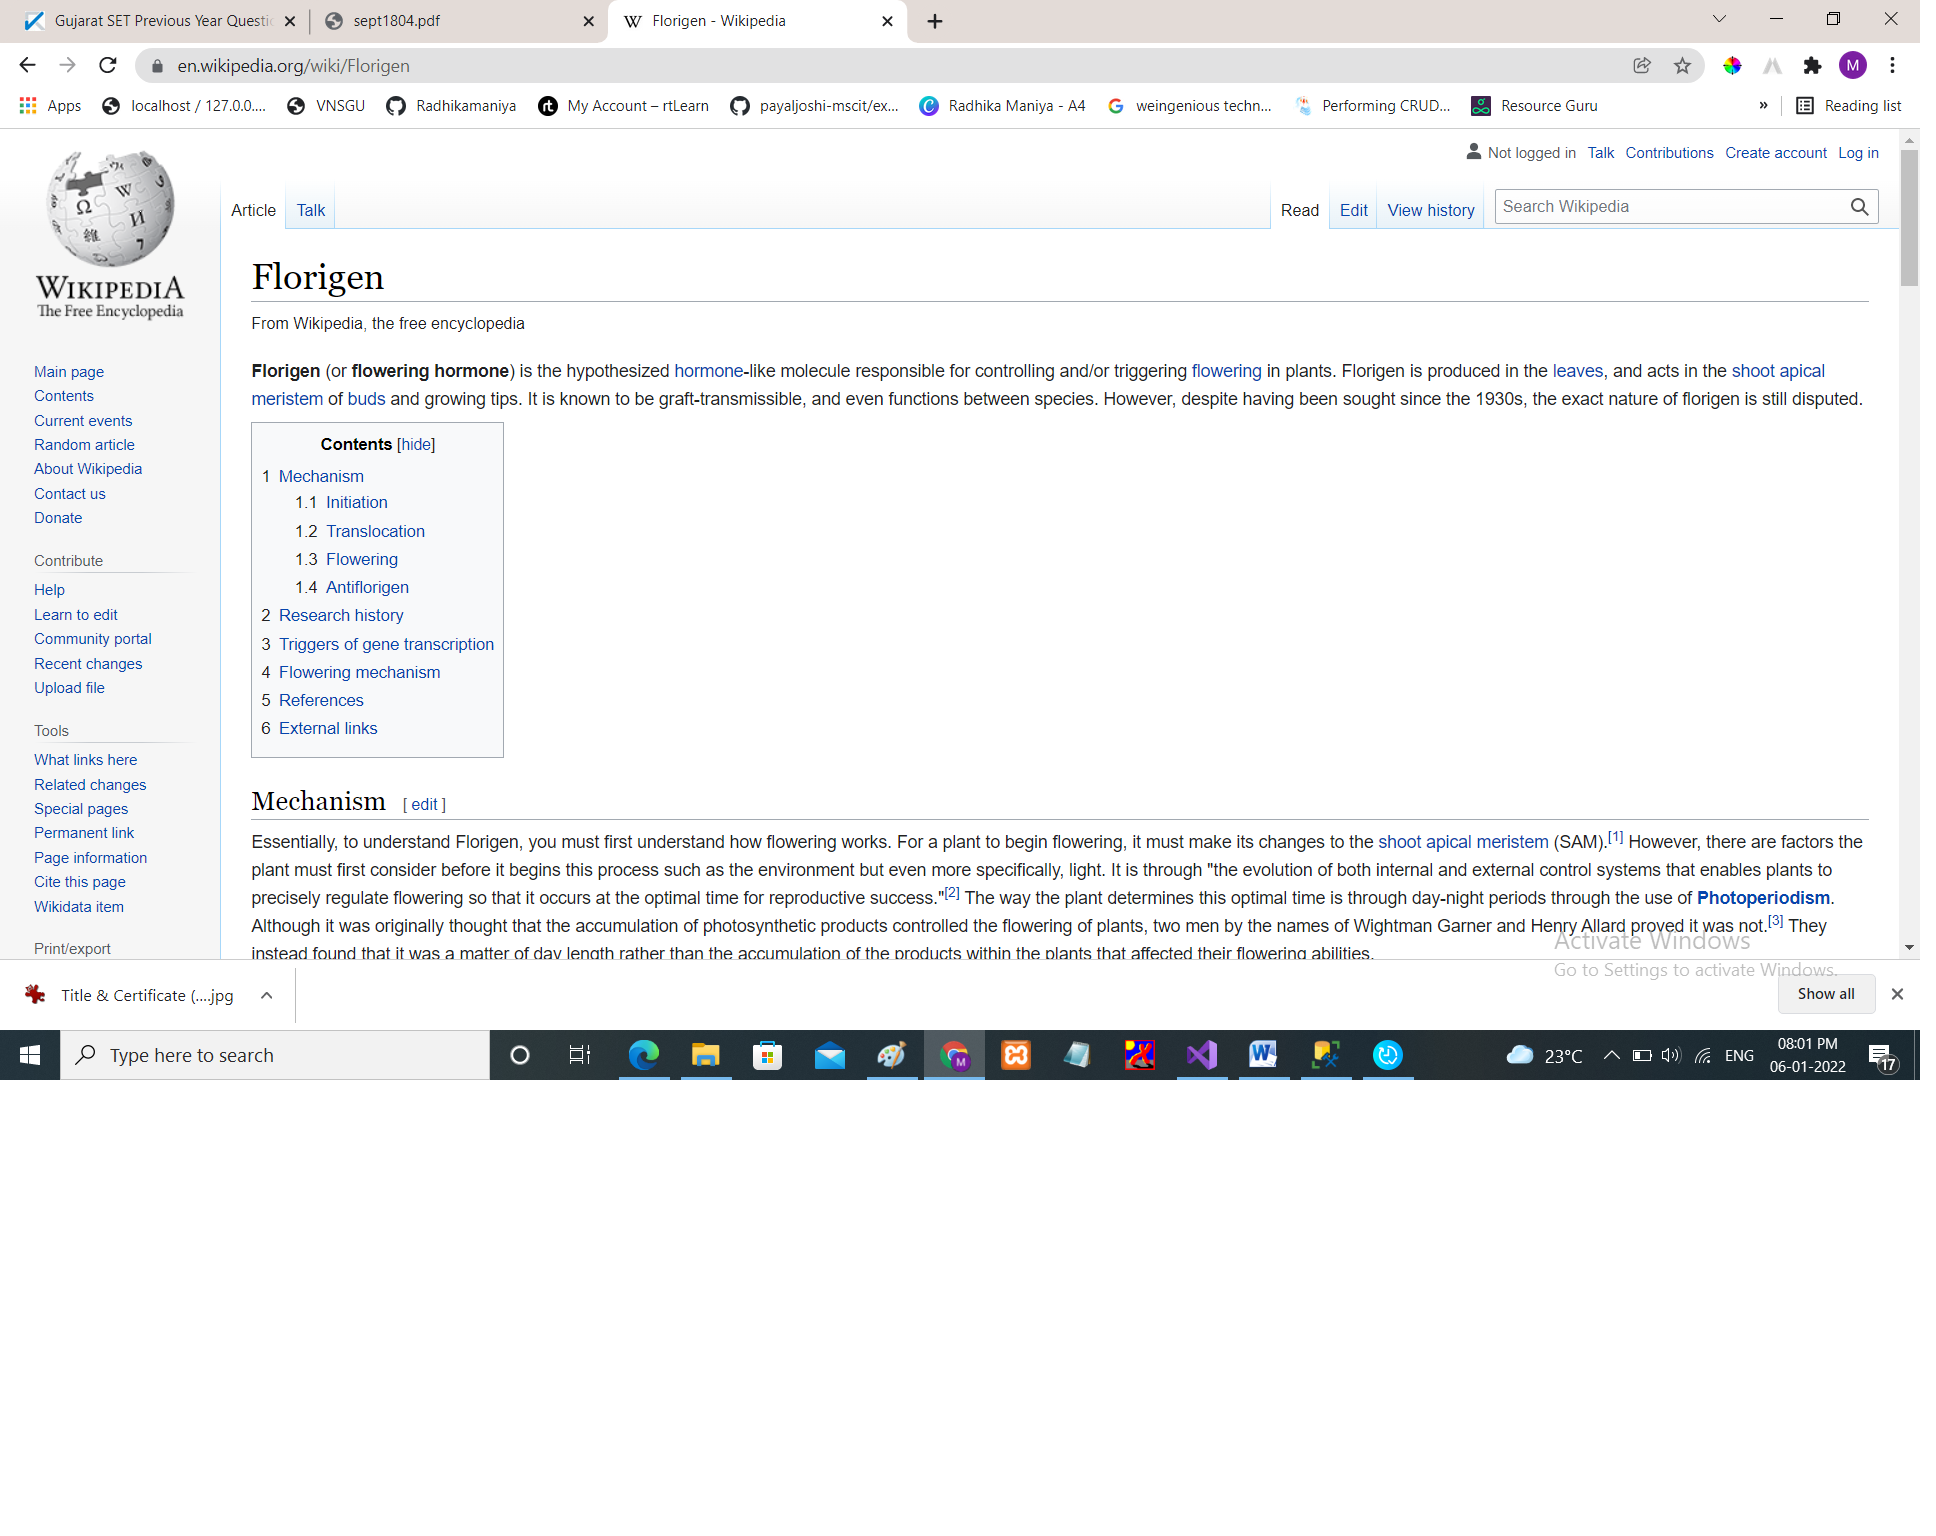 Gujarat SET Previous Year Questi
sept1804.pdf
W Florigen - Wikipedia
en.wikipedia.org/wiki/Florigen
M
Apps
localhost / 127.0.0....
VNSGU
Radhikamaniya
rt My Account – rtLearn
payaljoshi-mscit/ex...
Radhika Maniya - A4
G weingenious techn...
Performing CRUD...
Resource Guru
»
Reading list
Not logged in Talk Contributions Create account Log in
WIKIPEDIA
The Free Encyclopedia
Article Talk
Read Edit View history
Search Wikipedia
Florigen
From Wikipedia, the free encyclopedia
Florigen (or flowering hormone) is the hypothesized hormone-like molecule responsible for controlling and/or triggering flowering in plants. Florigen is produced in the leaves, and acts in the shoot apical
meristem of buds and growing tips. It is known to be graft-transmissible, and even functions between species. However, despite having been sought since the 1930s, the exact nature of florigen is still disputed.
Contents [hide]
1 Mechanism
1.1 Initiation
1.2 Translocation
1.3 Flowering
1.4 Antiflorigen
2 Research history
3 Triggers of gene transcription
4 Flowering mechanism
5 References
6 External links
Main page
Contents
Current events
Random article
About Wikipedia
Contact us
Donate
Contribute
Help
Learn to edit
Community portal
Recent changes
Upload file
Tools
What links here
Related changes
Special pages
Permanent link
Page information
Cite this page
Wikidata item
Print/export
Mechanism [ edit ]
Essentially, to understand Florigen, you must first understand how flowering works. For a plant to begin flowering, it must make its changes to the shoot apical meristem (SAM).[1] However, there are factors the
plant must first consider before it begins this process such as the environment but even more specifically, light. It is through "the evolution of both internal and external control systems that enables plants to
precisely regulate flowering so that it occurs at the optimal time for reproductive success."[2] The way the plant determines this optimal time is through day-night periods through the use of Photoperiodism.
Although it was originally thought that the accumulation of photosynthetic products controlled the flowering of plants, two men by the names of Wightman Garner and Henry Allard proved it was not.[3] They
instead found that it was a matter of day length rather than the accumulation of the products within the plants that affected their flowering abilities.
Activate Windows
Go to Settings to activate Windows.
Title & Certificate (....jpg
Show all
Type here to search
23°C
ENG
08:01 PM
06-01-2022
17